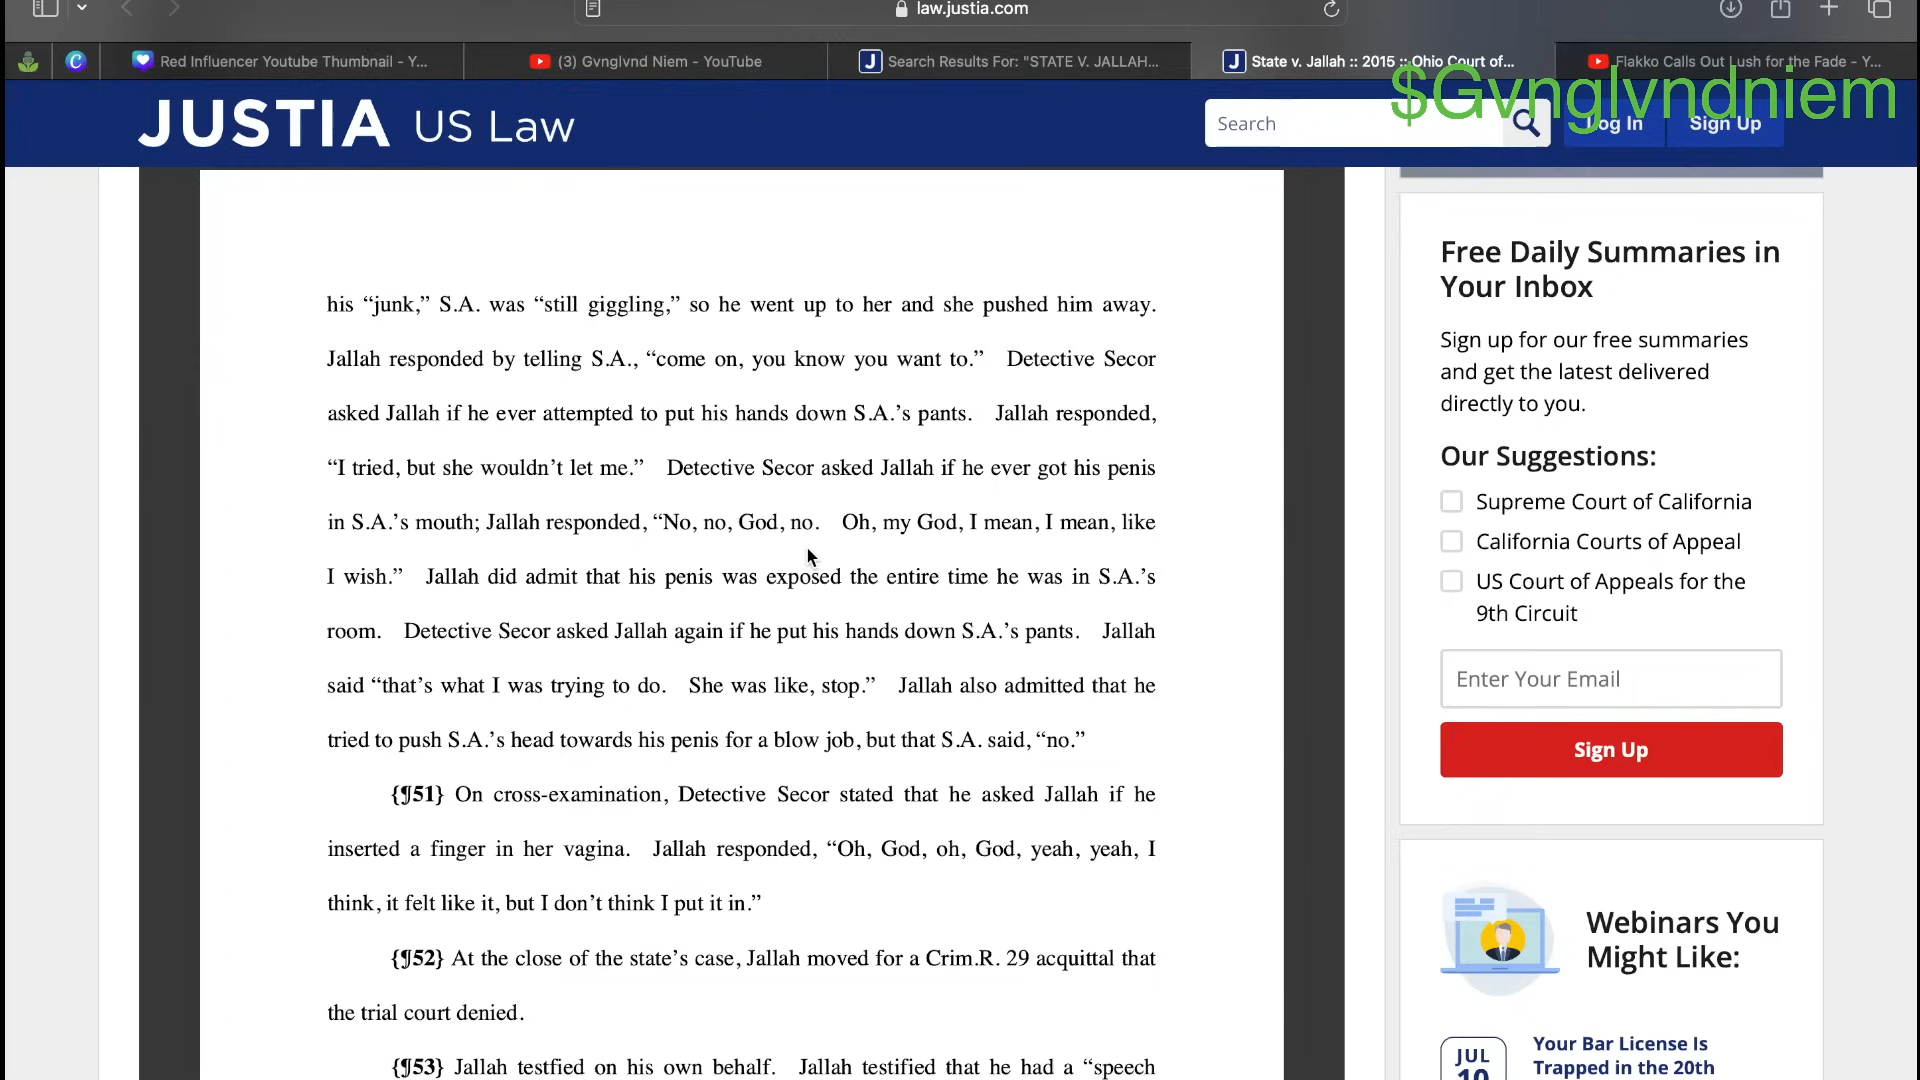 law.justia.com
Red Influencer Youtube Thumbnail - Y...
(3) Gvnglvnd Niem - YouTube
Search Results For: "STATE V. JALLAH...
State v. Jallah :: 2015 :: Ohio Court of...
Flakko Calls Out Lush for the Fade - Y...
$Gvnglvndniem
JUSTIA US Law
Search
Log In
Sign Up
his “junk,” S.A. was “still giggling,” so he went up to her and she pushed him away.
Jallah responded by telling S.A., “come on, you know you want to.” Detective Secor
asked Jallah if he ever attempted to put his hands down S.A.’s pants. Jallah responded,
“I tried, but she wouldn’t let me.” Detective Secor asked Jallah if he ever got his penis
in S.A.’s mouth; Jallah responded, “No, no, God, no. Oh, my God, I mean, I mean, like
I wish.” Jallah did admit that his penis was exposed the entire time he was in S.A.’s
room. Detective Secor asked Jallah again if he put his hands down S.A.’s pants. Jallah
said “that’s what I was trying to do. She was like, stop.” Jallah also admitted that he
tried to push S.A.’s head towards his penis for a blow job, but that S.A. said, “no.”
{¶51} On cross-examination, Detective Secor stated that he asked Jallah if he
inserted a finger in her vagina. Jallah responded, “Oh, God, oh, God, yeah, yeah, I
think, it felt like it, but I don’t think I put it in.”
{¶52} At the close of the state’s case, Jallah moved for a Crim.R. 29 acquittal that
the trial court denied.
{¶53} Jallah testfied on his own behalf. Jallah testified that he had a “speech
Free Daily Summaries in
Your Inbox
Sign up for our free summaries
and get the latest delivered
directly to you.
Our Suggestions:
Supreme Court of California
California Courts of Appeal
US Court of Appeals for the
9th Circuit
Enter Your Email
Sign Up
Webinars You
Might Like:
JUL
10
Your Bar License Is
Trapped in the 20th